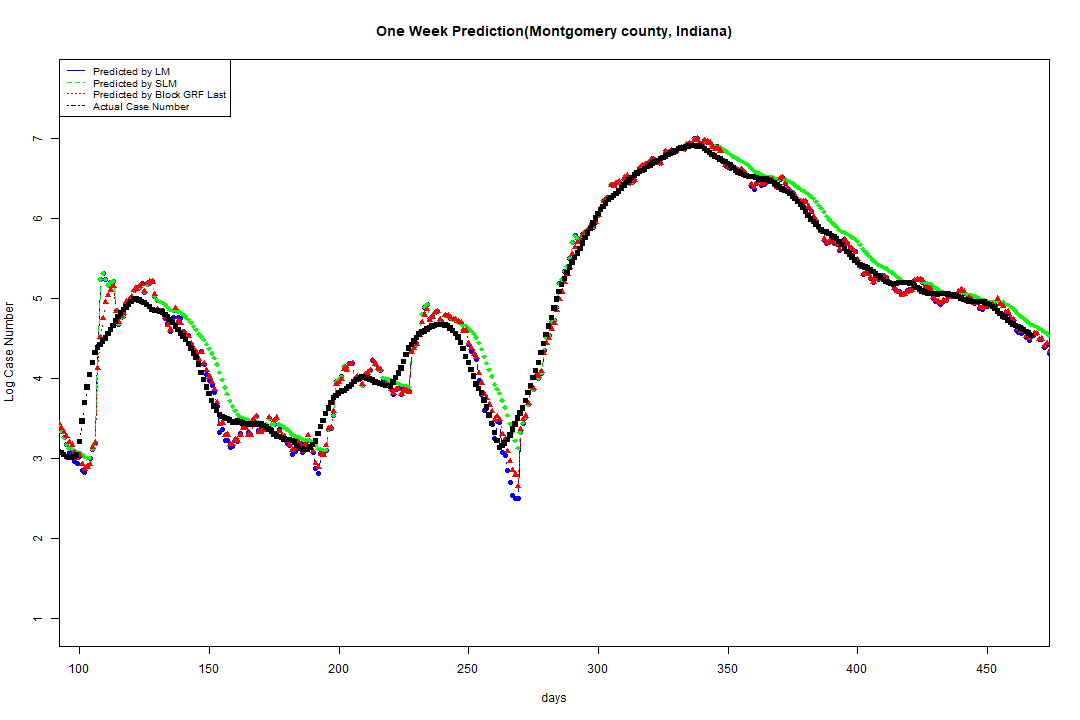 One Week Prediction(Montgomery county, Indiana)
Predicted by LM
Predicted by SLM
Predicted by Block GRF Last
Actual Case Number
7
6
5
4
3
2
1
Log Case Number
100 150 200 250 300 350 400 450
days